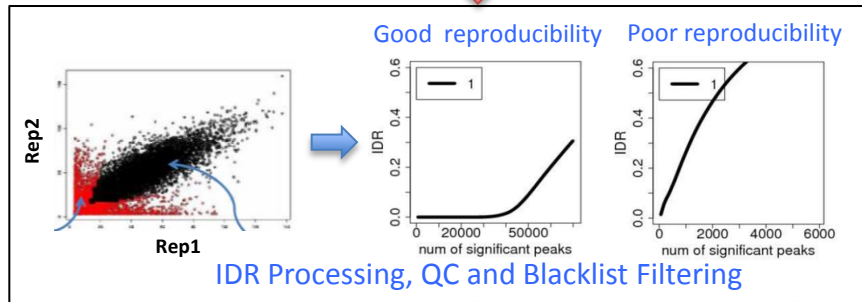 Good reproducibility
Poor reproducibility
Rep2
Rep1
IDR
0.0 0.2 0.4 0.6
1
0 20000 50000
num of significant peaks
IDR
0.0 0.2 0.4 0.6
1
0 2000 4000 6000
num of significant peaks
IDR Processing, QC and Blacklist Filtering